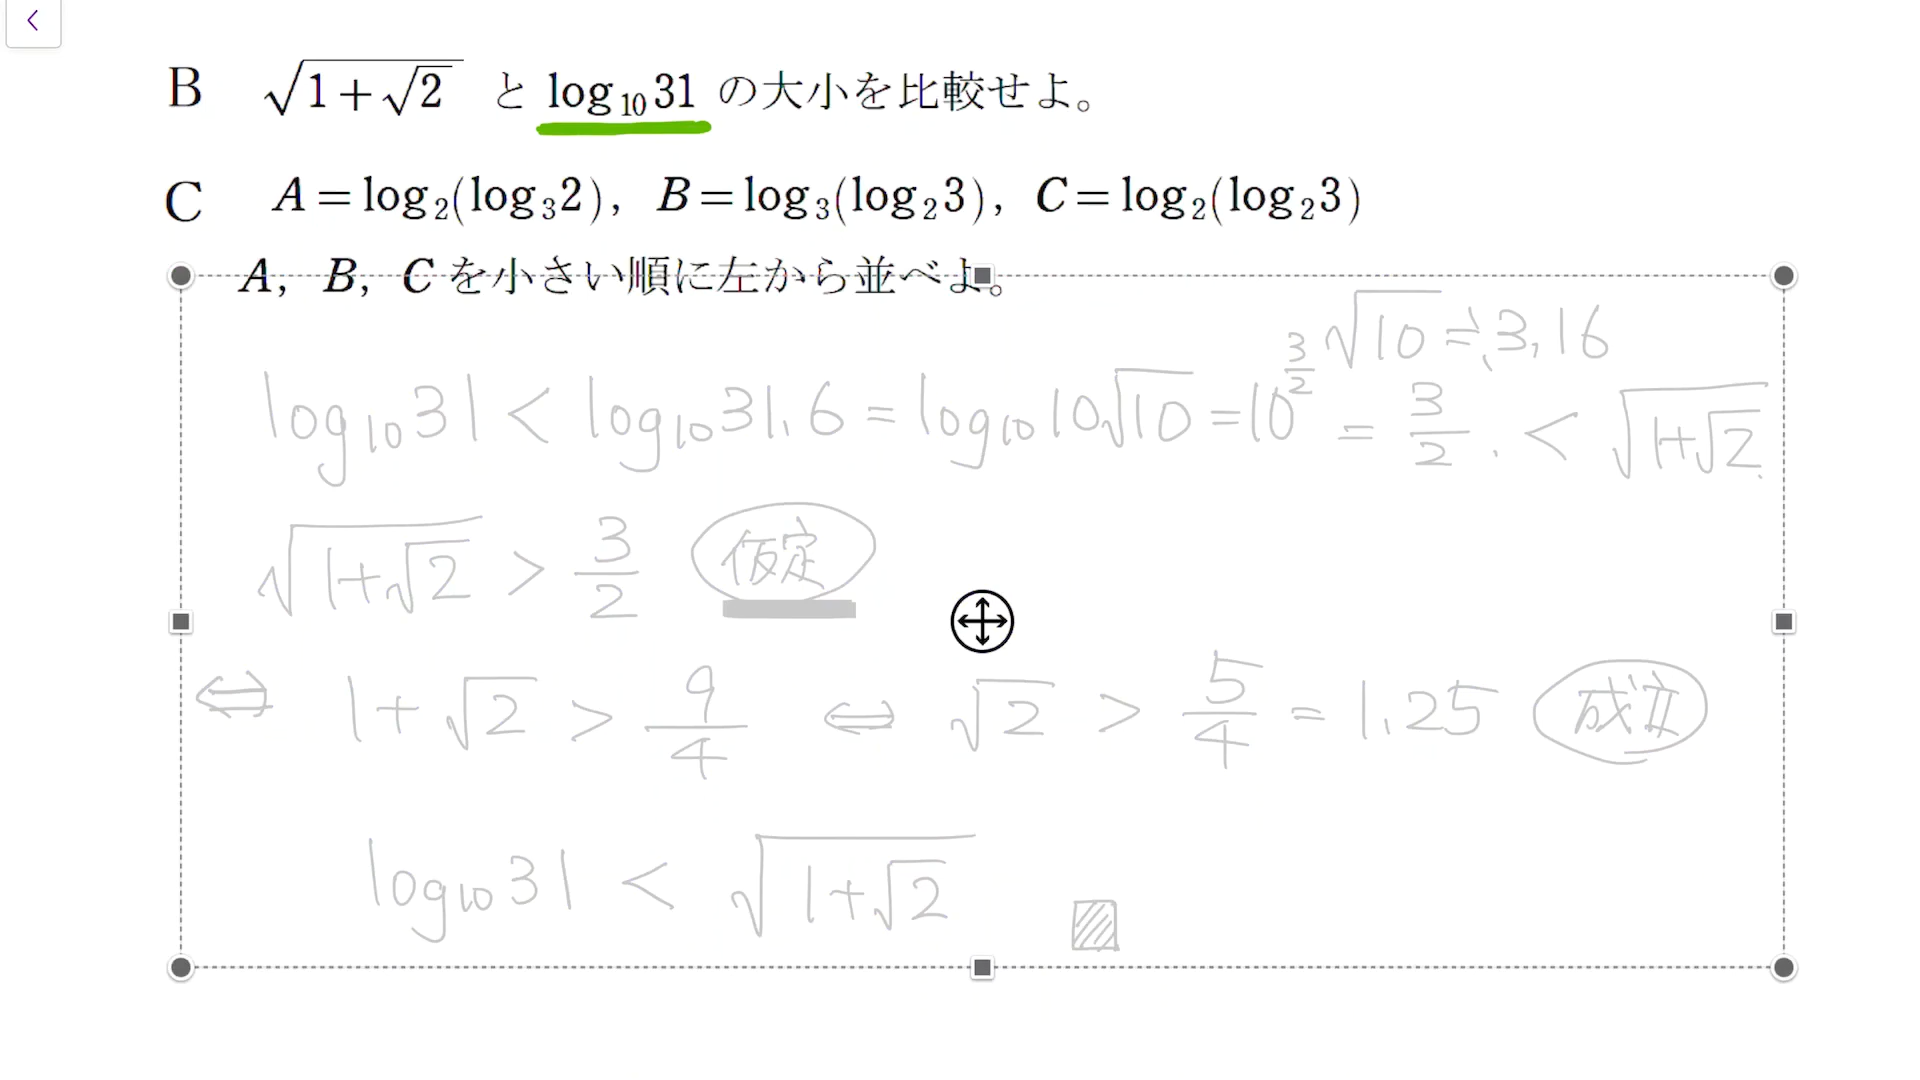 B √(1+√2) と log₁₀31 の大小を比較せよ。
C A=log₂(log₃2), B=log₃(log₂3), C=log₂(log₂3)
A, B, C を小さい順に左から並べよ。
√10≒3.16
log₁₀31 < log₁₀31.6 = log₁₀10√10 = 10^(3/2) = 3/2 . < √(1+√2)
√(1+√2) > 3/2 仮定
⇔ 1+√2 > 9/4 ⇔ √2 > 5/4 = 1.25 成立
log₁₀31 < √(1+√2)